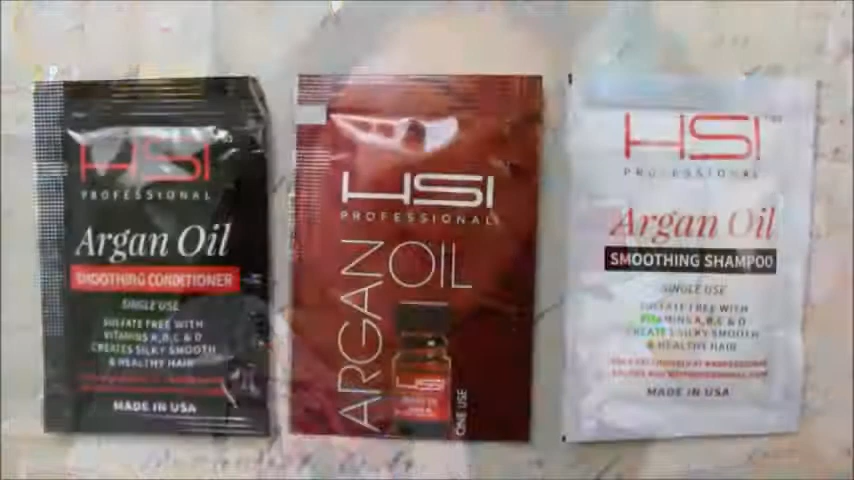 HSI
PROFESSIONAL
Argan Oil
SMOOTHING CONDITIONER
SINGLE USE
SULFATE FREE WITH
VITAMINS A,B,C & D
CREATES SILKY SMOOTH
& HEALTHY HAIR
MADE IN USA
HSI
PROFESSIONAL
ARGAN
OIL
HSI
ONE USE
HSI
PROFESSIONAL
Argan Oil
SMOOTHING SHAMPOO
SINGLE USE
SULFATE FREE WITH
VITAMINS A,B,C & D
CREATES SILKY SMOOTH
& HEALTHY HAIR
MADE IN USA